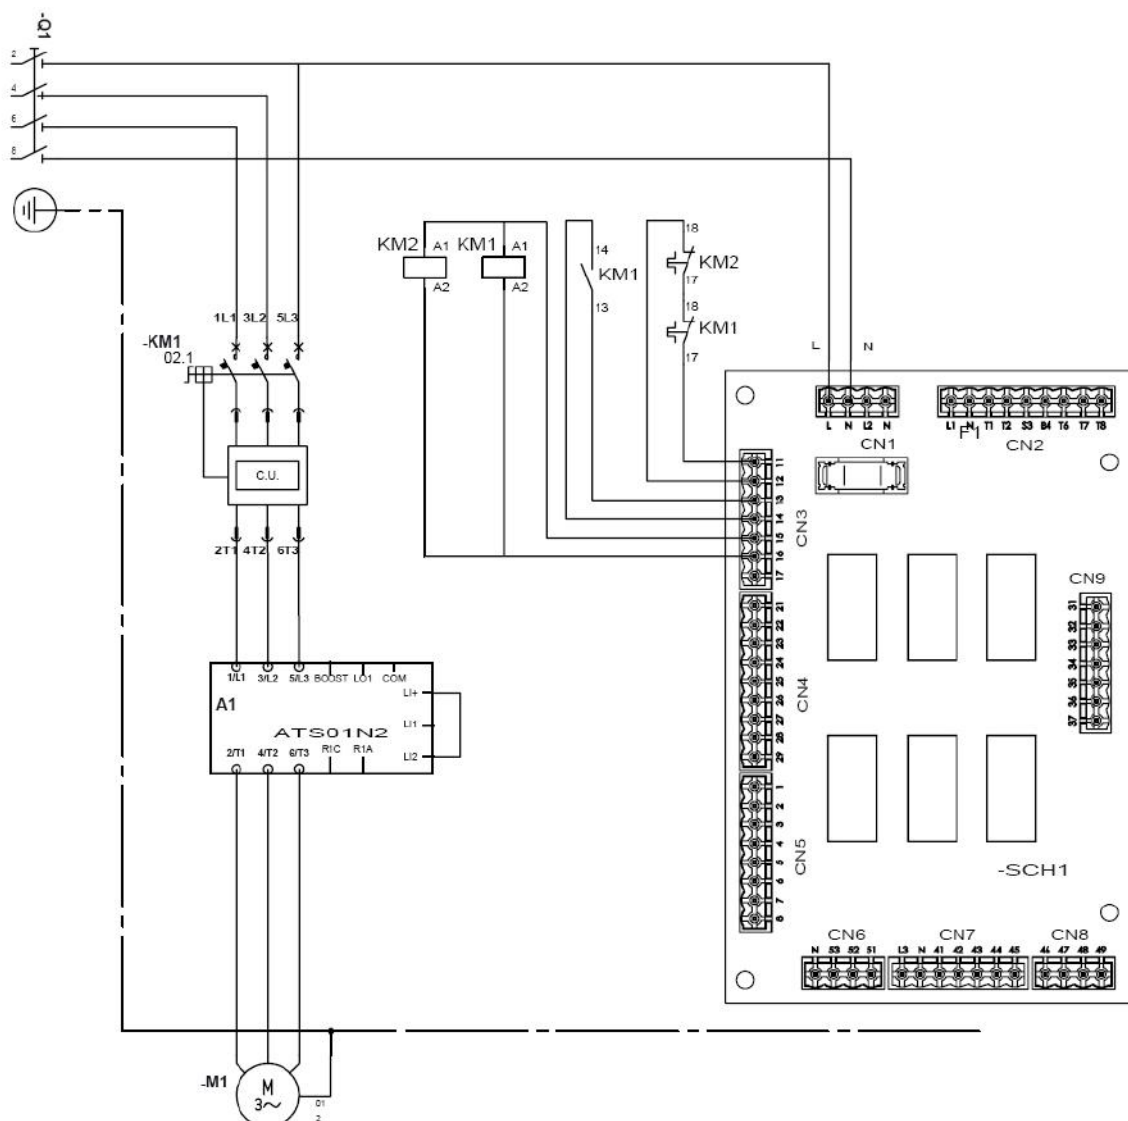 -Q1
2
4
6
8
KM2 A1 KM1 A1
A2 A2
14
KM1
13
18
KM2
17
18
KM1
17
L N
1L1 3L2 5L3
-KM1
02.1
C.U.
2T1 4T2 6T3
L N L2 N
CN1
L1 N T1 T2 S3 B4 T6 T7 T8
F1
CN2
11
12
13
14
15
16
17
CN3
21
22
23
24
25
26
27
28
29
CN4
1
2
3
4
5
6
7
8
CN5
CN9
31
32
33
34
35
36
37
1/L1 3/L2 5/L3 BOOST LO1 COM
LI+
A1
LI1
ATS01N2
2/T1 4/T2 6/T3 R1C R1A
LI2
-SCH1
CN6 CN7 CN8
N 53 52 51
L3 N 41 42 43 44 45
46 47 48 49
-M1
M
3~
01
2